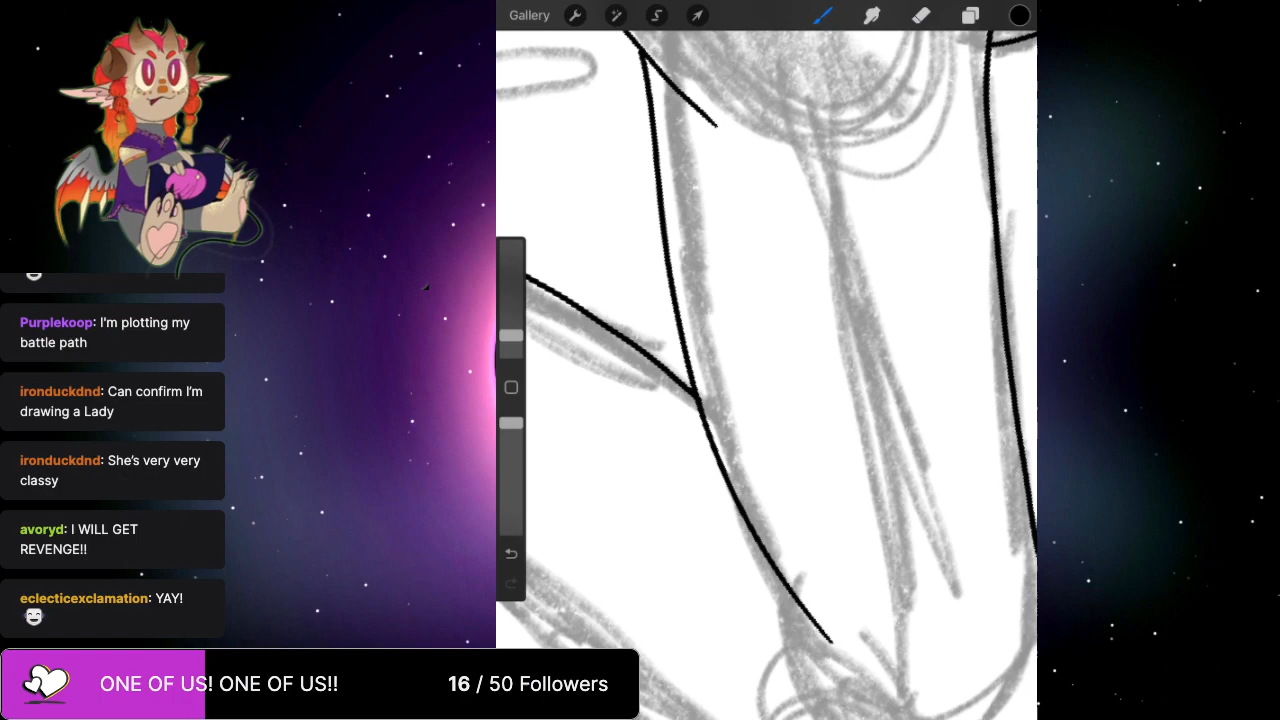 Gallery
Purplekoop: I'm plotting my
battle path
ironduckdnd: Can confirm I'm
drawing a Lady
ironduckdnd: She's very very
classy
avoryd: I WILL GET
REVENGE!!
eclecticexclamation: YAY!
ONE OF US! ONE OF US!!
16 / 50 Followers